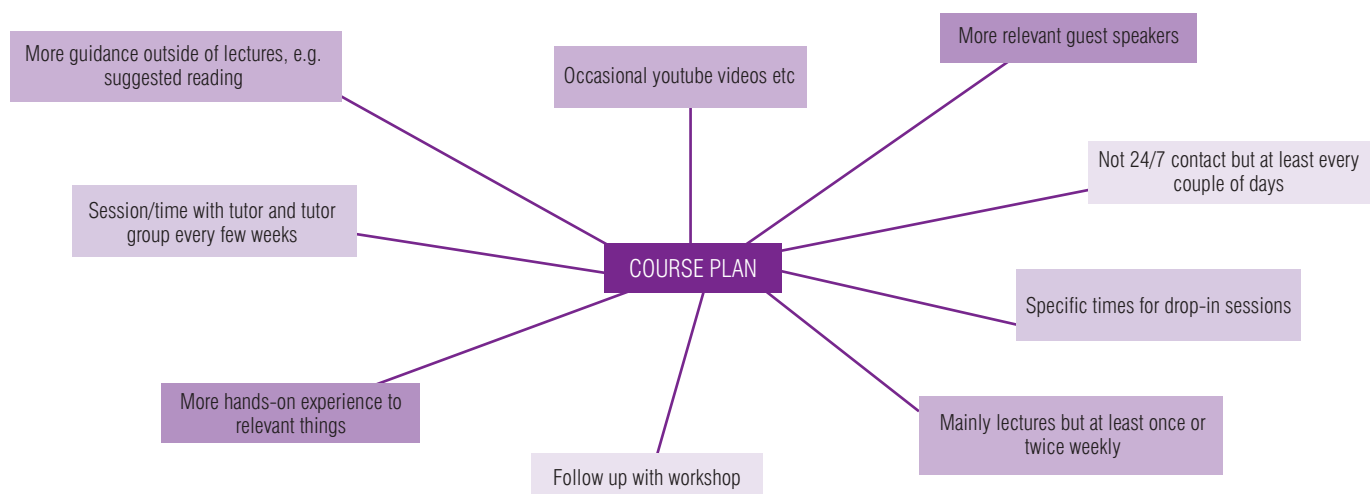 More relevant guest speakers
More guidance outside of lectures, e.g.
suggested reading
Occasional youtube videos etc
Not 24/7 contact but at least every
couple of days
Session/time with tutor and tutor
group every few weeks
COURSE PLAN
Specific times for drop-in sessions
More hands-on experience to
relevant things
Mainly lectures but at least once or
twice weekly
Follow up with workshop